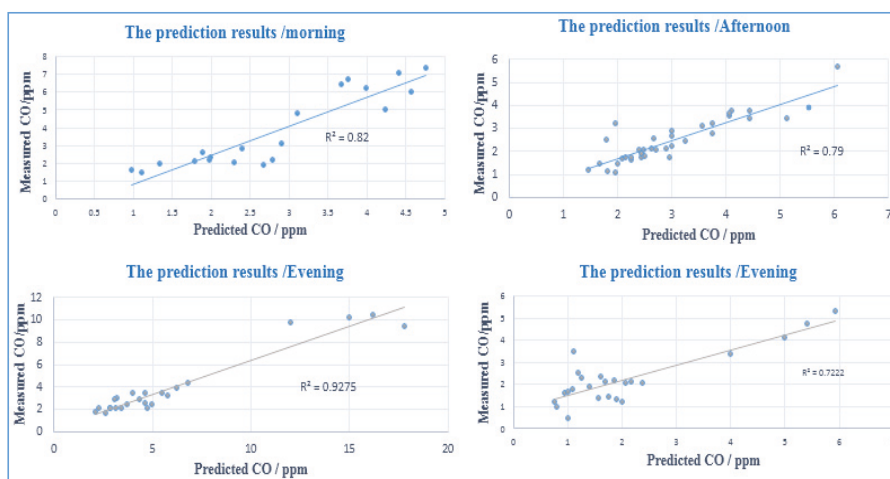 The prediction results /morning
Measured CO/ppm
8
7
6
5
4
3
2
1
0
R² = 0.82
0 0.5 1 1.5 2 2.5 3 3.5 4 4.5 5
Predicted CO / ppm
The prediction results /Afternoon
Measured CO/ppm
6
5
4
3
2
1
0
R² = 0.79
0 1 2 3 4 5 6 7
Predicted CO / ppm
The prediction results /Evening
Measured CO/ppm
12
10
8
6
4
2
0
R² = 0.9275
0 5 10 15 20
Predicted CO / ppm
The prediction results /Evening
Measured CO/ppm
6
5
4
3
2
1
0
R² = 0.7222
0 1 2 3 4 5 6
Predicted CO / ppm